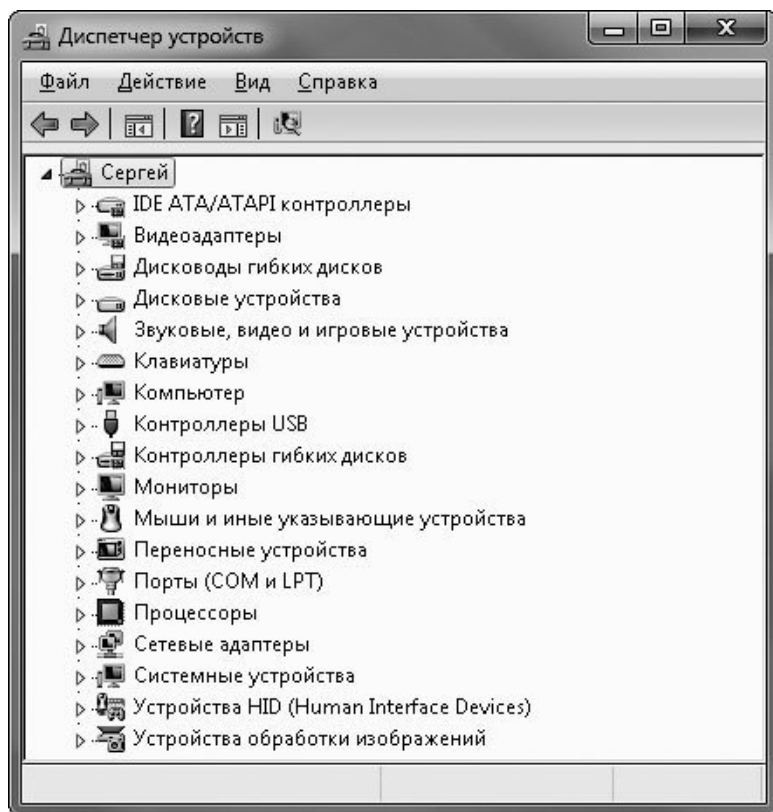 Диспетчер устройств
Файл Действие Вид Справка
Сергей
IDE ATA/ATAPI контроллеры
Видеоадаптеры
Дисководы гибких дисков
Дисковые устройства
Звуковые, видео и игровые устройства
Клавиатуры
Компьютер
Контроллеры USB
Контроллеры гибких дисков
Мониторы
Мыши и иные указывающие устройства
Переносные устройства
Порты (COM и LPT)
Процессоры
Сетевые адаптеры
Системные устройства
Устройства HID (Human Interface Devices)
Устройства обработки изображений